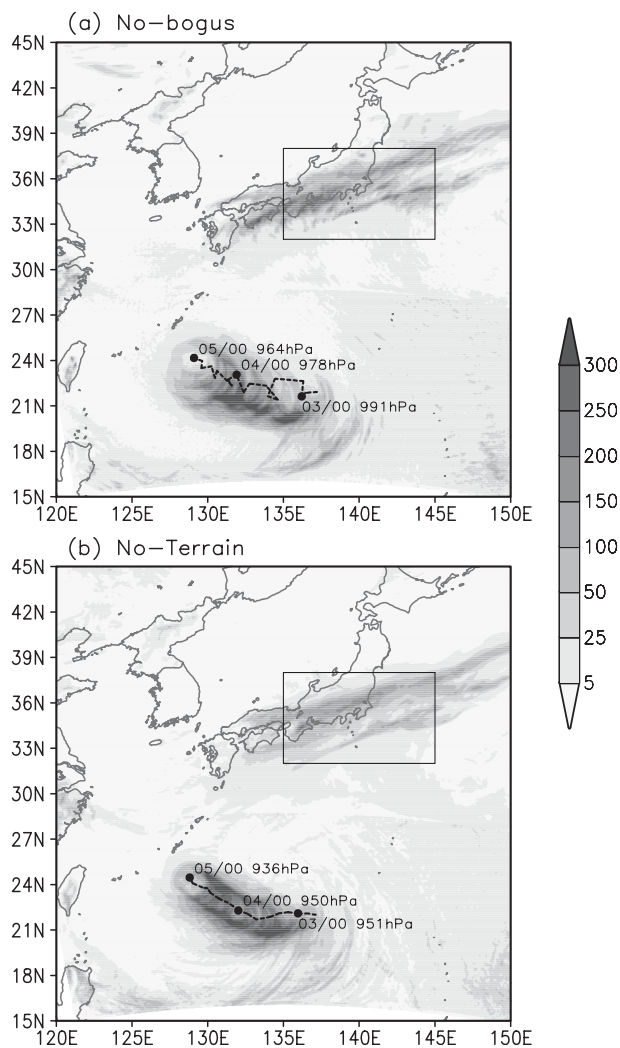 (a) No-bogus
45N
42N
39N
36N
33N
30N
27N
24N
21N
18N
15N
05/00 964hPa
04/00 978hPa
03/00 991hPa
120E 125E 130E 135E 140E 145E 150E
(b) No-Terrain
45N
42N
39N
36N
33N
30N
27N
24N
21N
18N
15N
05/00 936hPa
04/00 950hPa
03/00 951hPa
120E 125E 130E 135E 140E 145E 150E
300
250
200
150
100
50
25
5